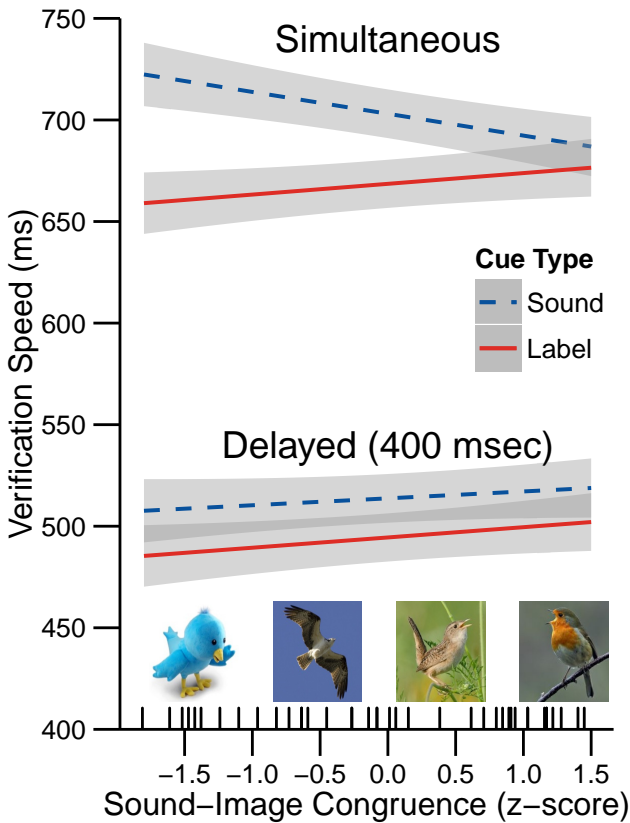 750
Simultaneous
700
650
Cue Type
Sound
600
Label
550
Delayed (400 msec)
500
450
400
−1.5 −1.0 −0.5 0.0 0.5 1.0 1.5
Sound−Image Congruence (z−score)
Verification Speed (ms)